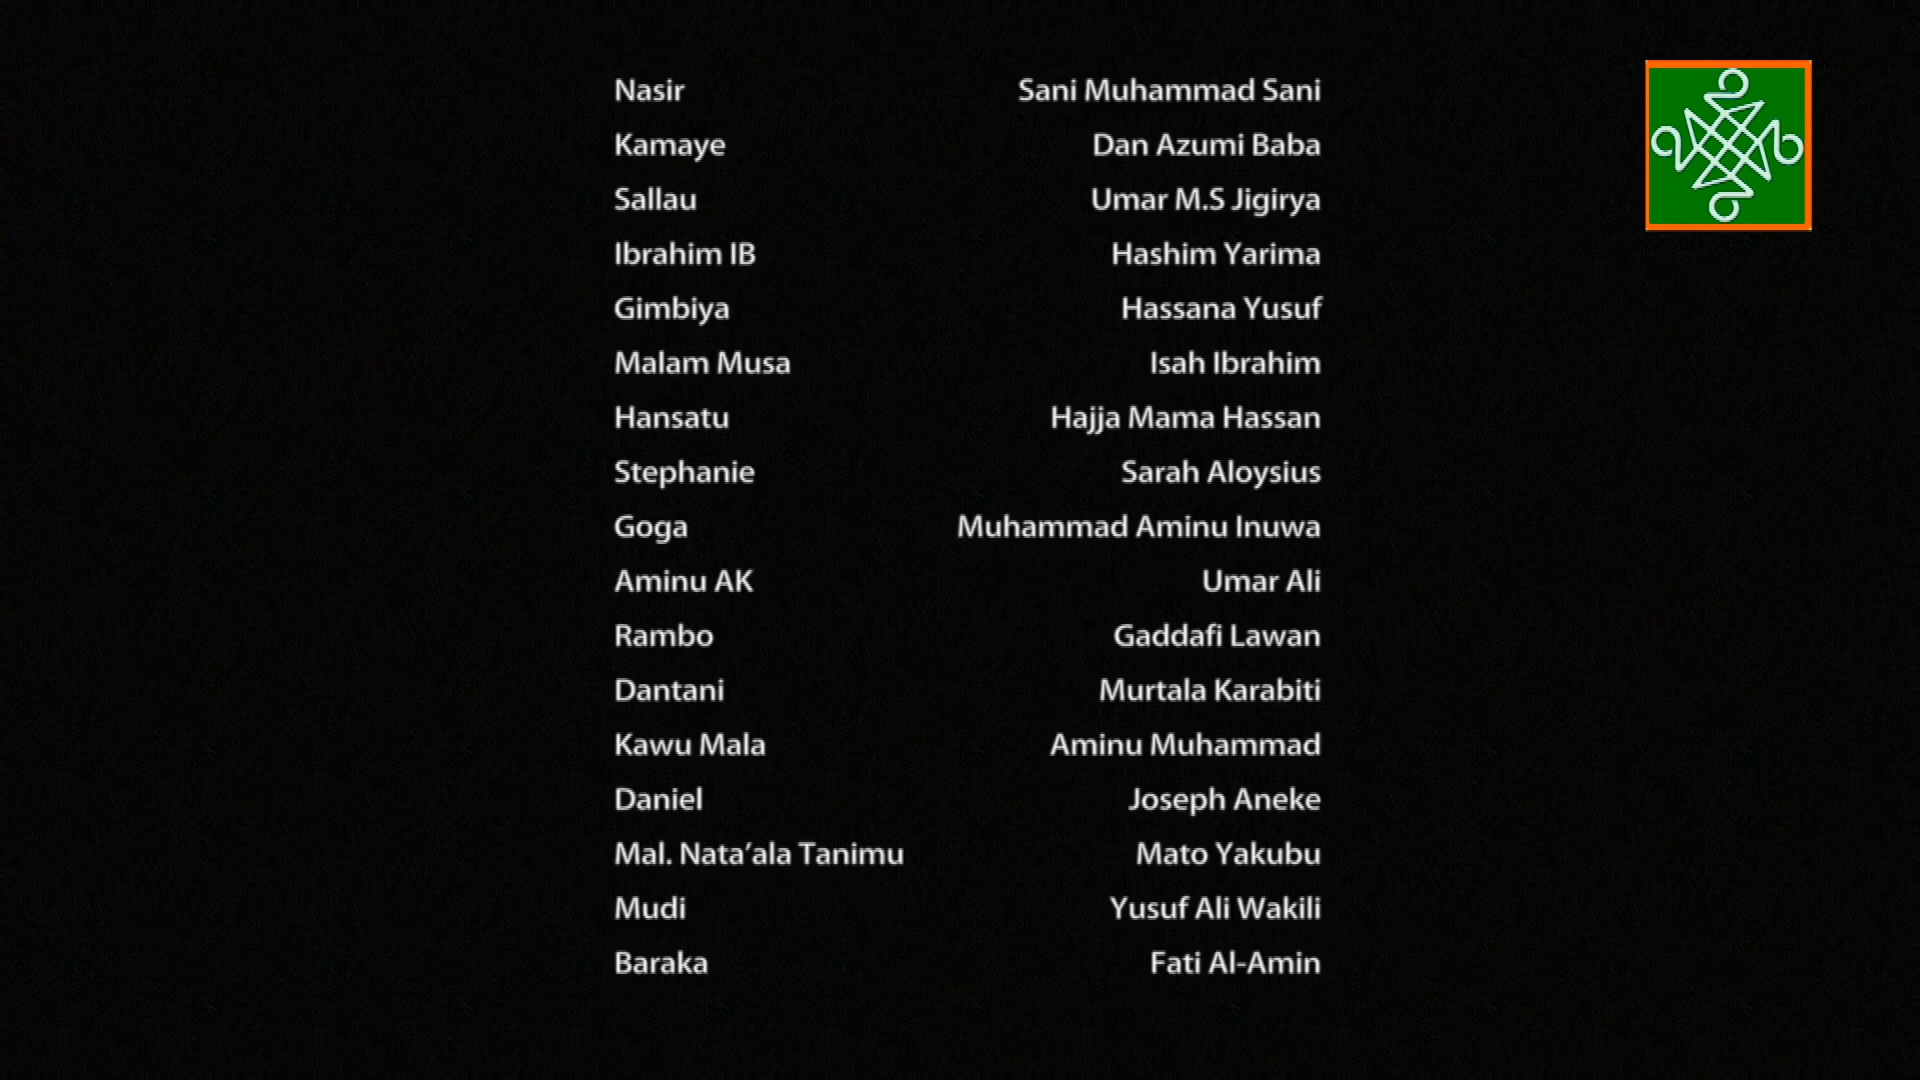 Nasir Sani Muhammad Sani
Kamaye Dan Azumi Baba
Sallau Umar M.S Jigirya
Ibrahim IB Hashim Yarima
Gimbiya Hassana Yusuf
Malam Musa Isah Ibrahim
Hansatu Hajja Mama Hassan
Stephanie Sarah Aloysius
Goga Muhammad Aminu Inuwa
Aminu AK Umar Ali
Rambo Gaddafi Lawan
Dantani Murtala Karabiti
Kawu Mala Aminu Muhammad
Daniel Joseph Aneke
Mal. Nata’ala Tanimu Mato Yakubu
Mudi Yusuf Ali Wakili
Baraka Fati Al-Amin